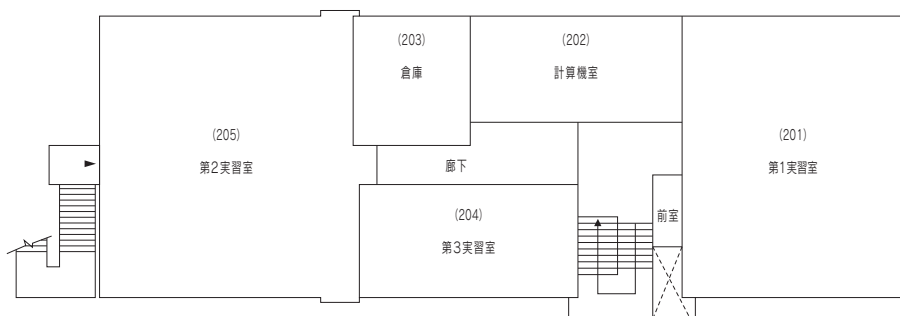 (203)
倉庫
(202)
計算機室
(205)
第2実習室
(201)
第1実習室
廊下
(204)
第3実習室
前室